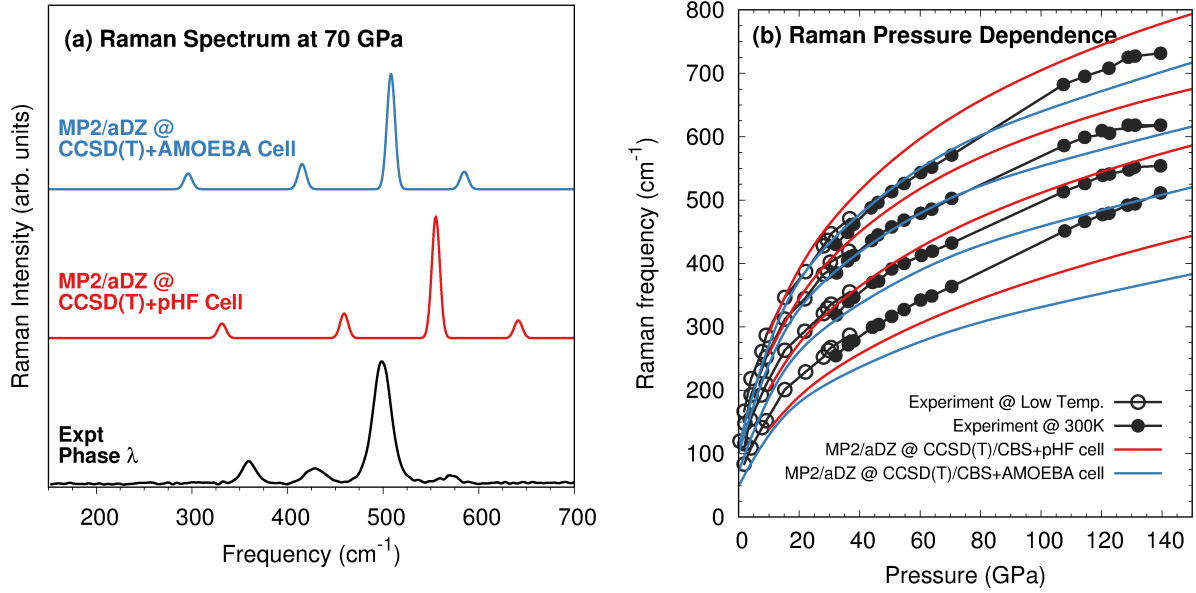 (a) Raman Spectrum at 70 GPa
Raman Intensity (arb. units)
MP2/aDZ @
CCSD(T)+AMOEBA Cell
MP2/aDZ @
CCSD(T)+pHF Cell
Expt
Phase λ
200 300 400 500 600 700
Frequency (cm⁻¹)
(b) Raman Pressure Dependence
Raman frequency (cm⁻¹)
800
700
600
500
400
300
200
100
0
Experiment @ Low Temp.
Experiment @ 300K
MP2/aDZ @ CCSD(T)/CBS+pHF cell
MP2/aDZ @ CCSD(T)/CBS+AMOEBA cell
0 20 40 60 80 100 120 140
Pressure (GPa)